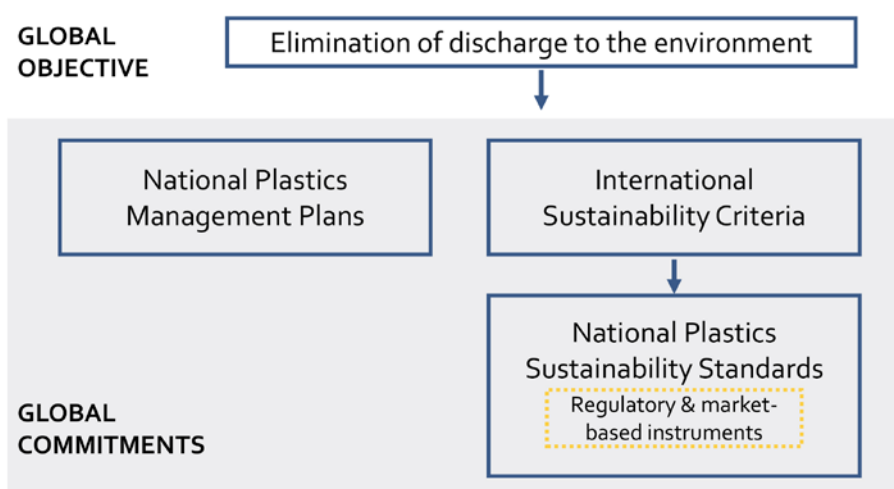 GLOBAL
OBJECTIVE
Elimination of discharge to the environment
National Plastics
Management Plans
International
Sustainability Criteria
National Plastics
Sustainability Standards
Regulatory & market-
based instruments
GLOBAL
COMMITMENTS